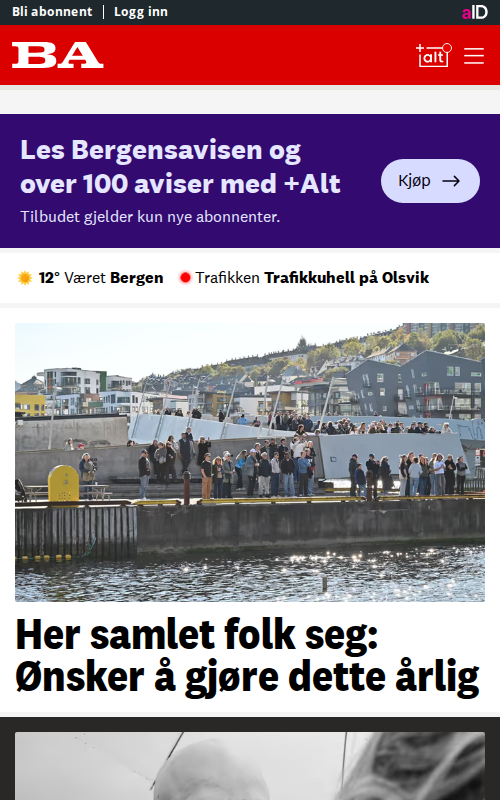 Bli abonnent | Logg inn
aID
BA
+alt
Les Bergensavisen og
over 100 aviser med +Alt
Tilbudet gjelder kun nye abonnenter.
Kjøp →
12° Været Bergen
Trafikken Trafikkuhell på Olsvik
Her samlet folk seg:
Ønsker å gjøre dette årlig